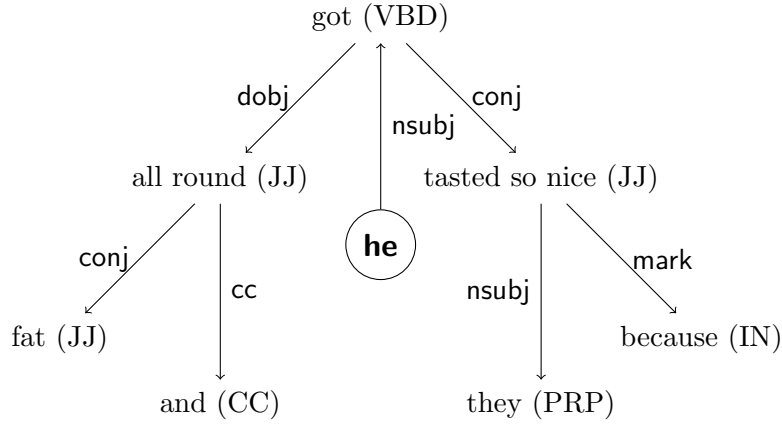 got (VBD)
dobj
conj
nsubj
all round (JJ)
tasted so nice (JJ)
he
conj
cc
nsubj
mark
fat (JJ)
because (IN)
and (CC)
they (PRP)